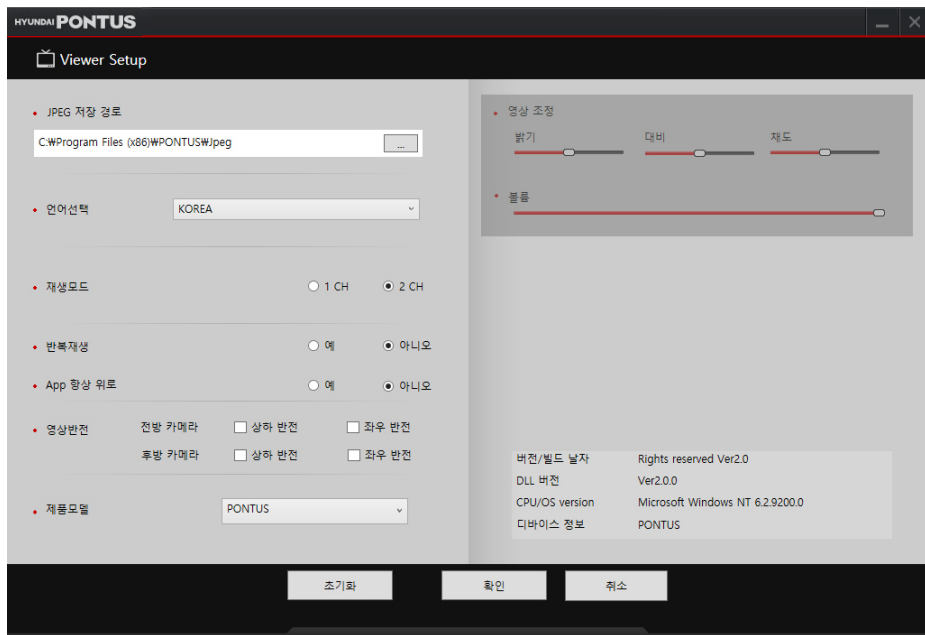 HYUNDAI PONTUS
Viewer Setup
JPEG 저장 경로
C:₩Program Files (x86)₩PONTUS₩Jpeg
...
언어선택 KOREA
재생모드 1 CH 2 CH
반복재생 예 아니오
App 항상 위로 예 아니오
영상반전 전방 카메라 상하 반전 좌우 반전
후방 카메라 상하 반전 좌우 반전
제품모델 PONTUS
영상 조정
밝기 대비 채도
볼륨
버전/빌드 날자 Rights reserved Ver2.0
DLL 버전 Ver2.0.0
CPU/OS version Microsoft Windows NT 6.2.9200.0
디바이스 정보 PONTUS
초기화 확인 취소